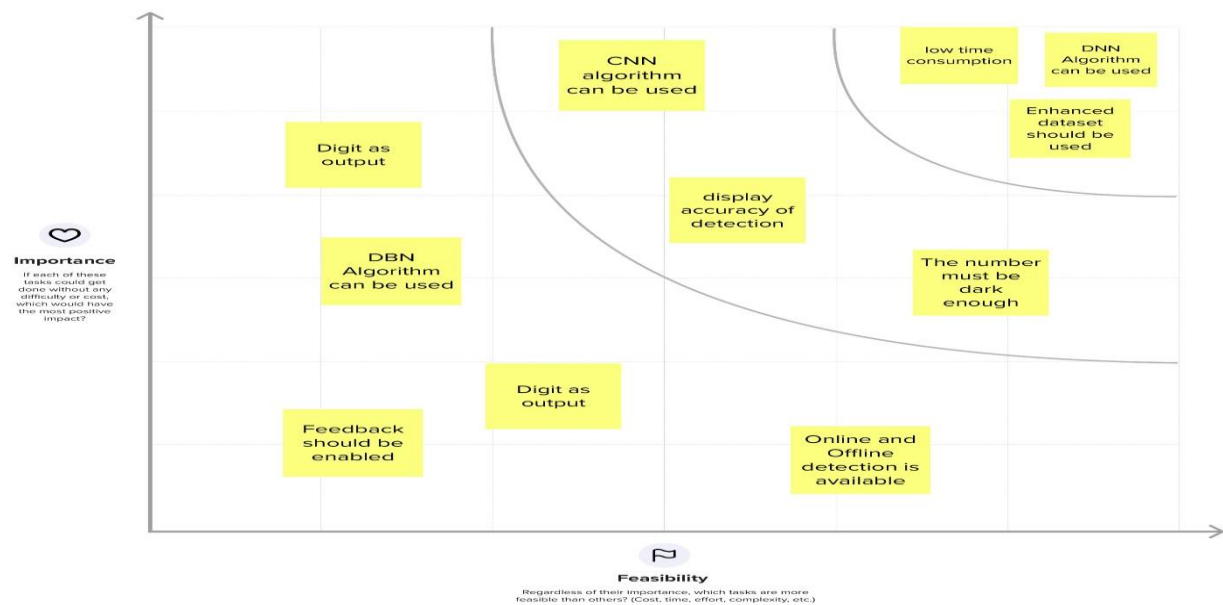 low time
consumption
DNN
Algorithm
can be used
CNN
algorithm
can be used
Enhanced
dataset
should be
used
Digit as
output
display
accuracy of
detection
DBN
Algorithm
can be used
The number
must be
dark
enough
Importance
If each of these
tasks could get
done without any
difficulty or cost,
which would have
the most positive
impact?
Digit as
output
Feedback
should be
enabled
Online and
Offline
detection is
available
Feasibility
Regardless of their importance, which tasks are more
feasible than others? (Cost, time, effort, complexity, etc.)